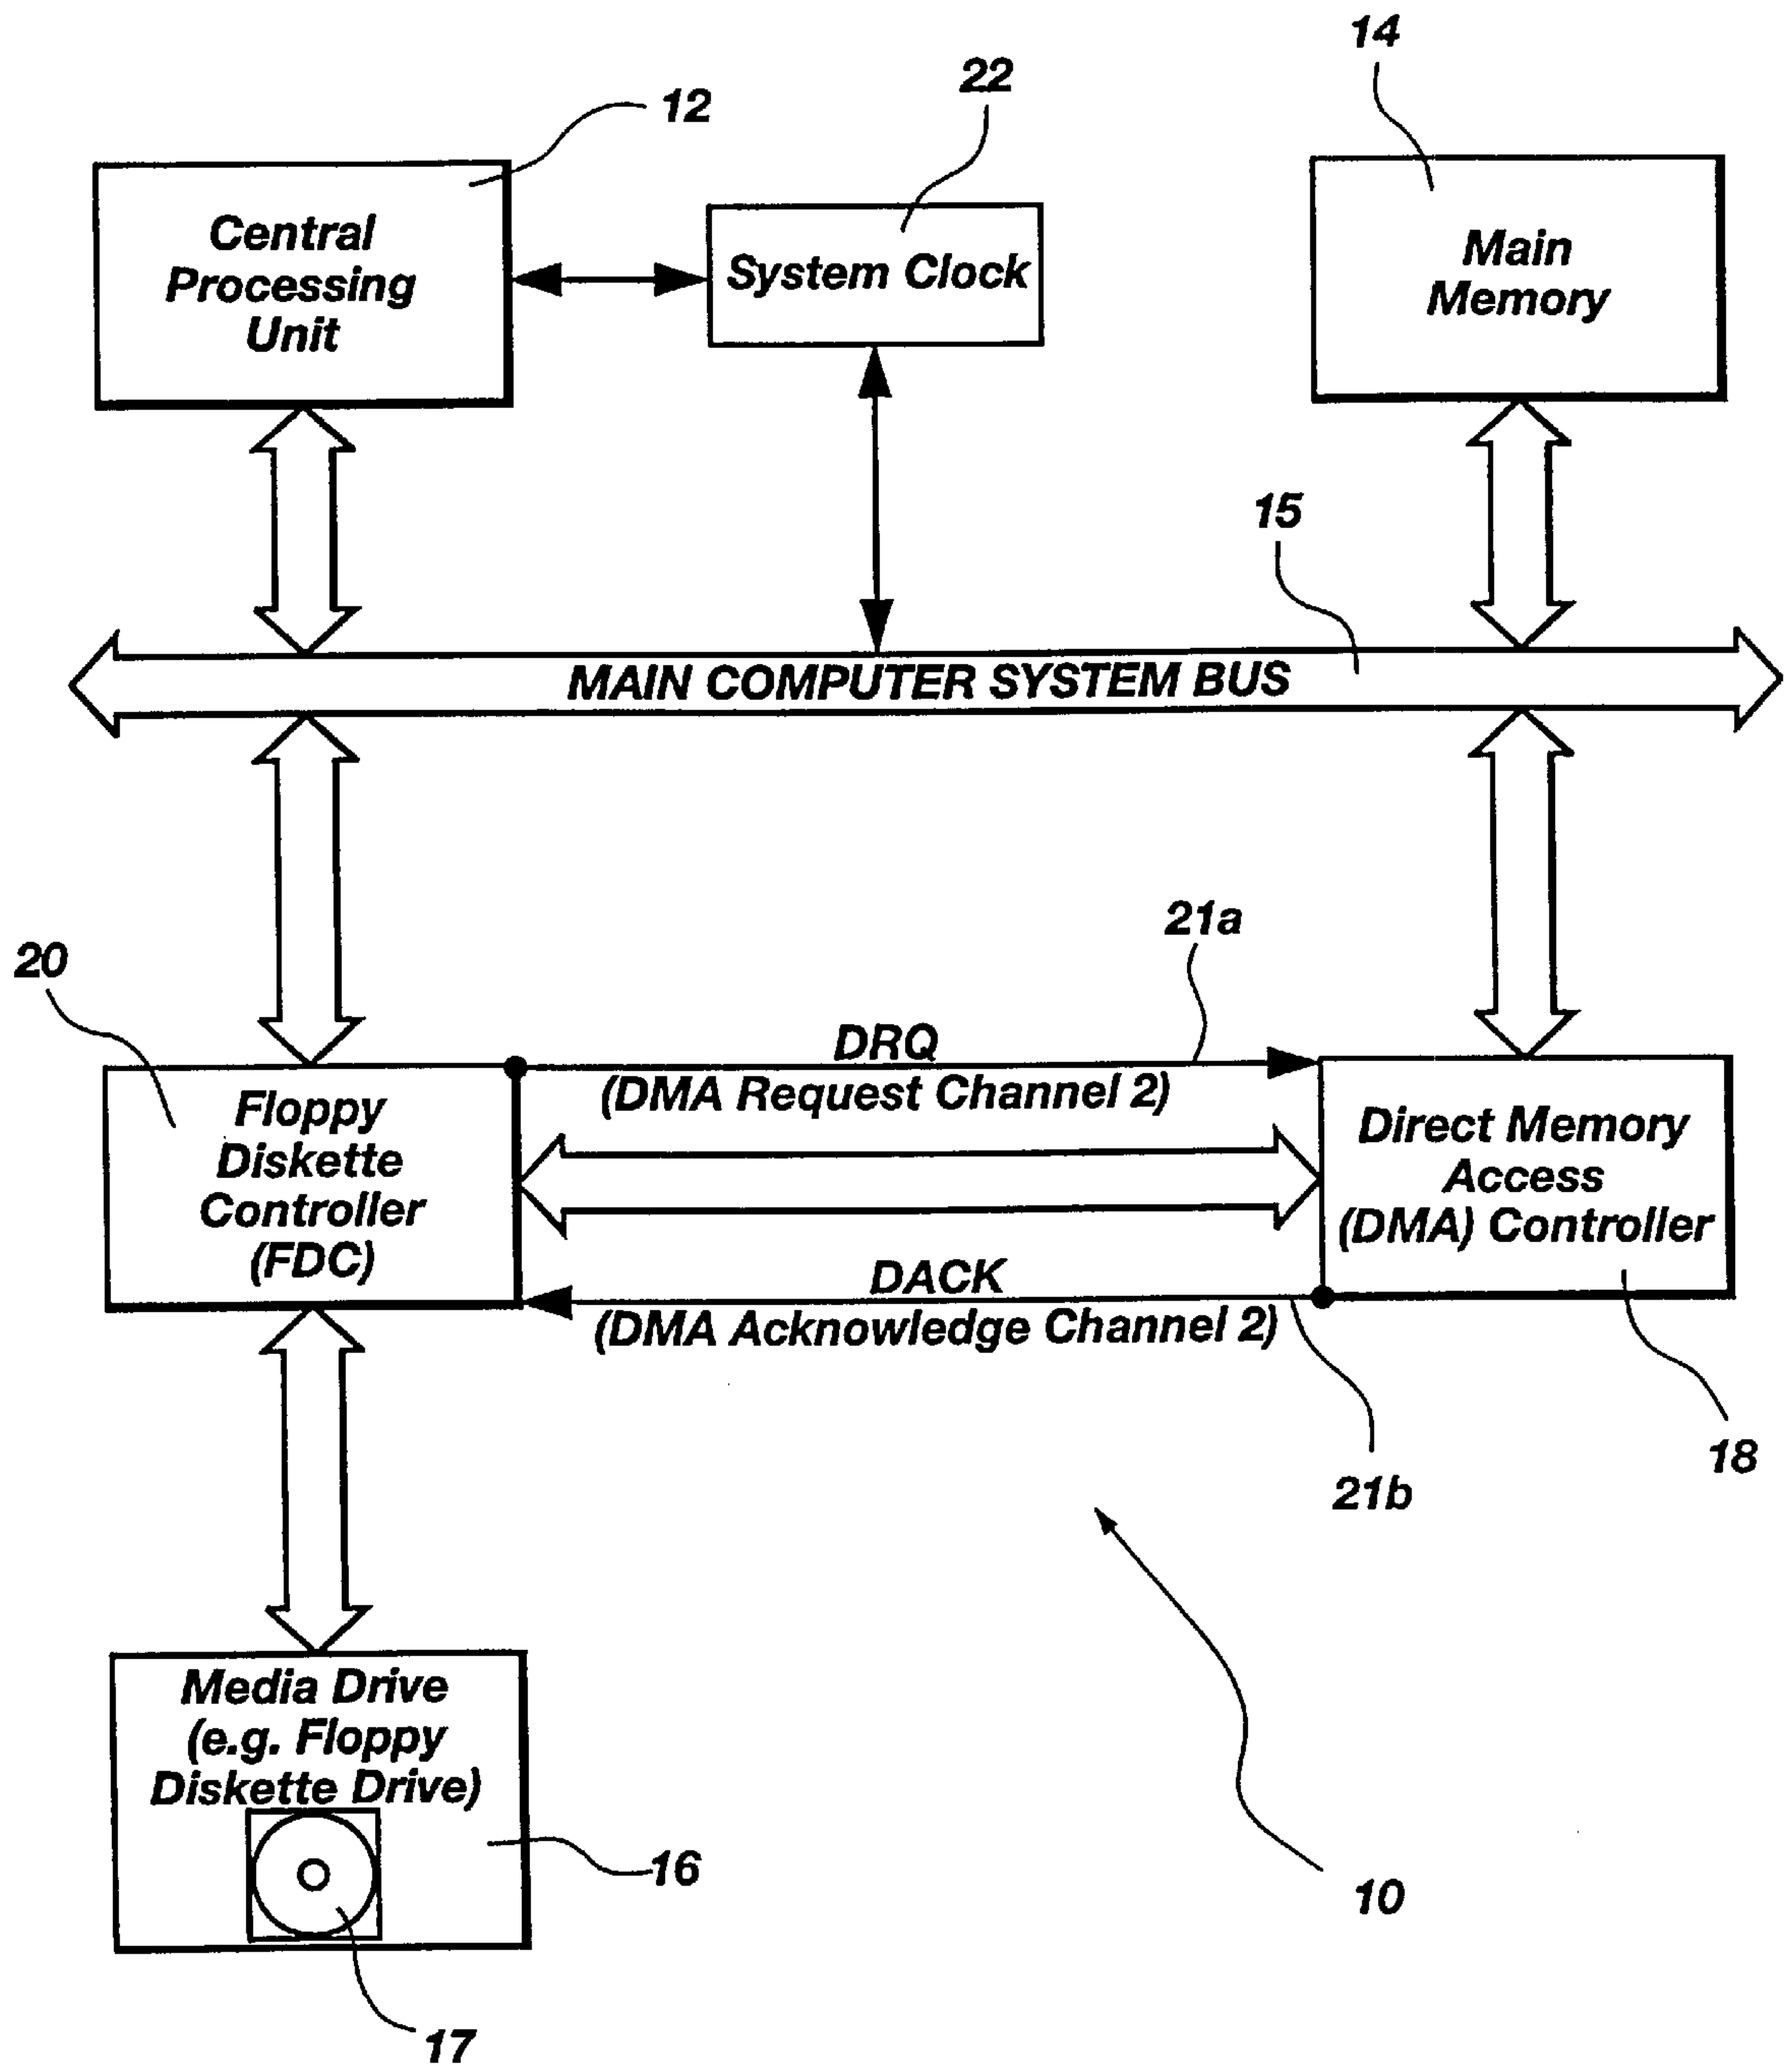 14
22
12
Central
Processing
Unit
System Clock
Main
Memory
15
MAIN COMPUTER SYSTEM BUS
21a
20
DRQ
(DMA Request Channel 2)
Floppy
Diskette
Controller
(FDC)
Direct Memory
Access
(DMA) Controller
DACK
(DMA Acknowledge Channel 2)
18
21b
Media Drive
(e.g. Floppy
Diskette Drive)
16
10
17